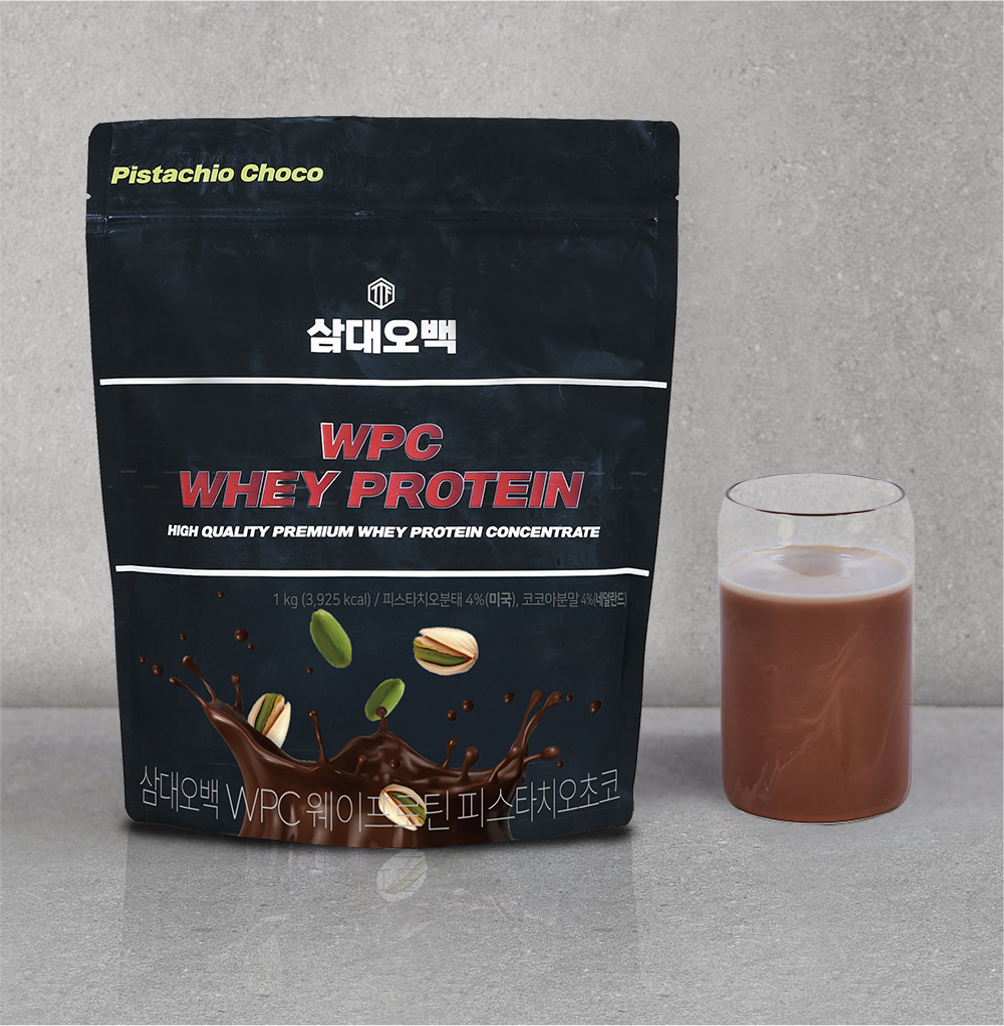 Pistachio Choco
TTF
삼대오백
WPC
WHEY PROTEIN
HIGH QUALITY PREMIUM WHEY PROTEIN CONCENTRATE
1 kg (3,925 kcal) / 피스타치오분태 4%(미국), 코코아분말 4%(네덜란드)
삼대오백 WPC 웨이프로틴 피스타치오초코